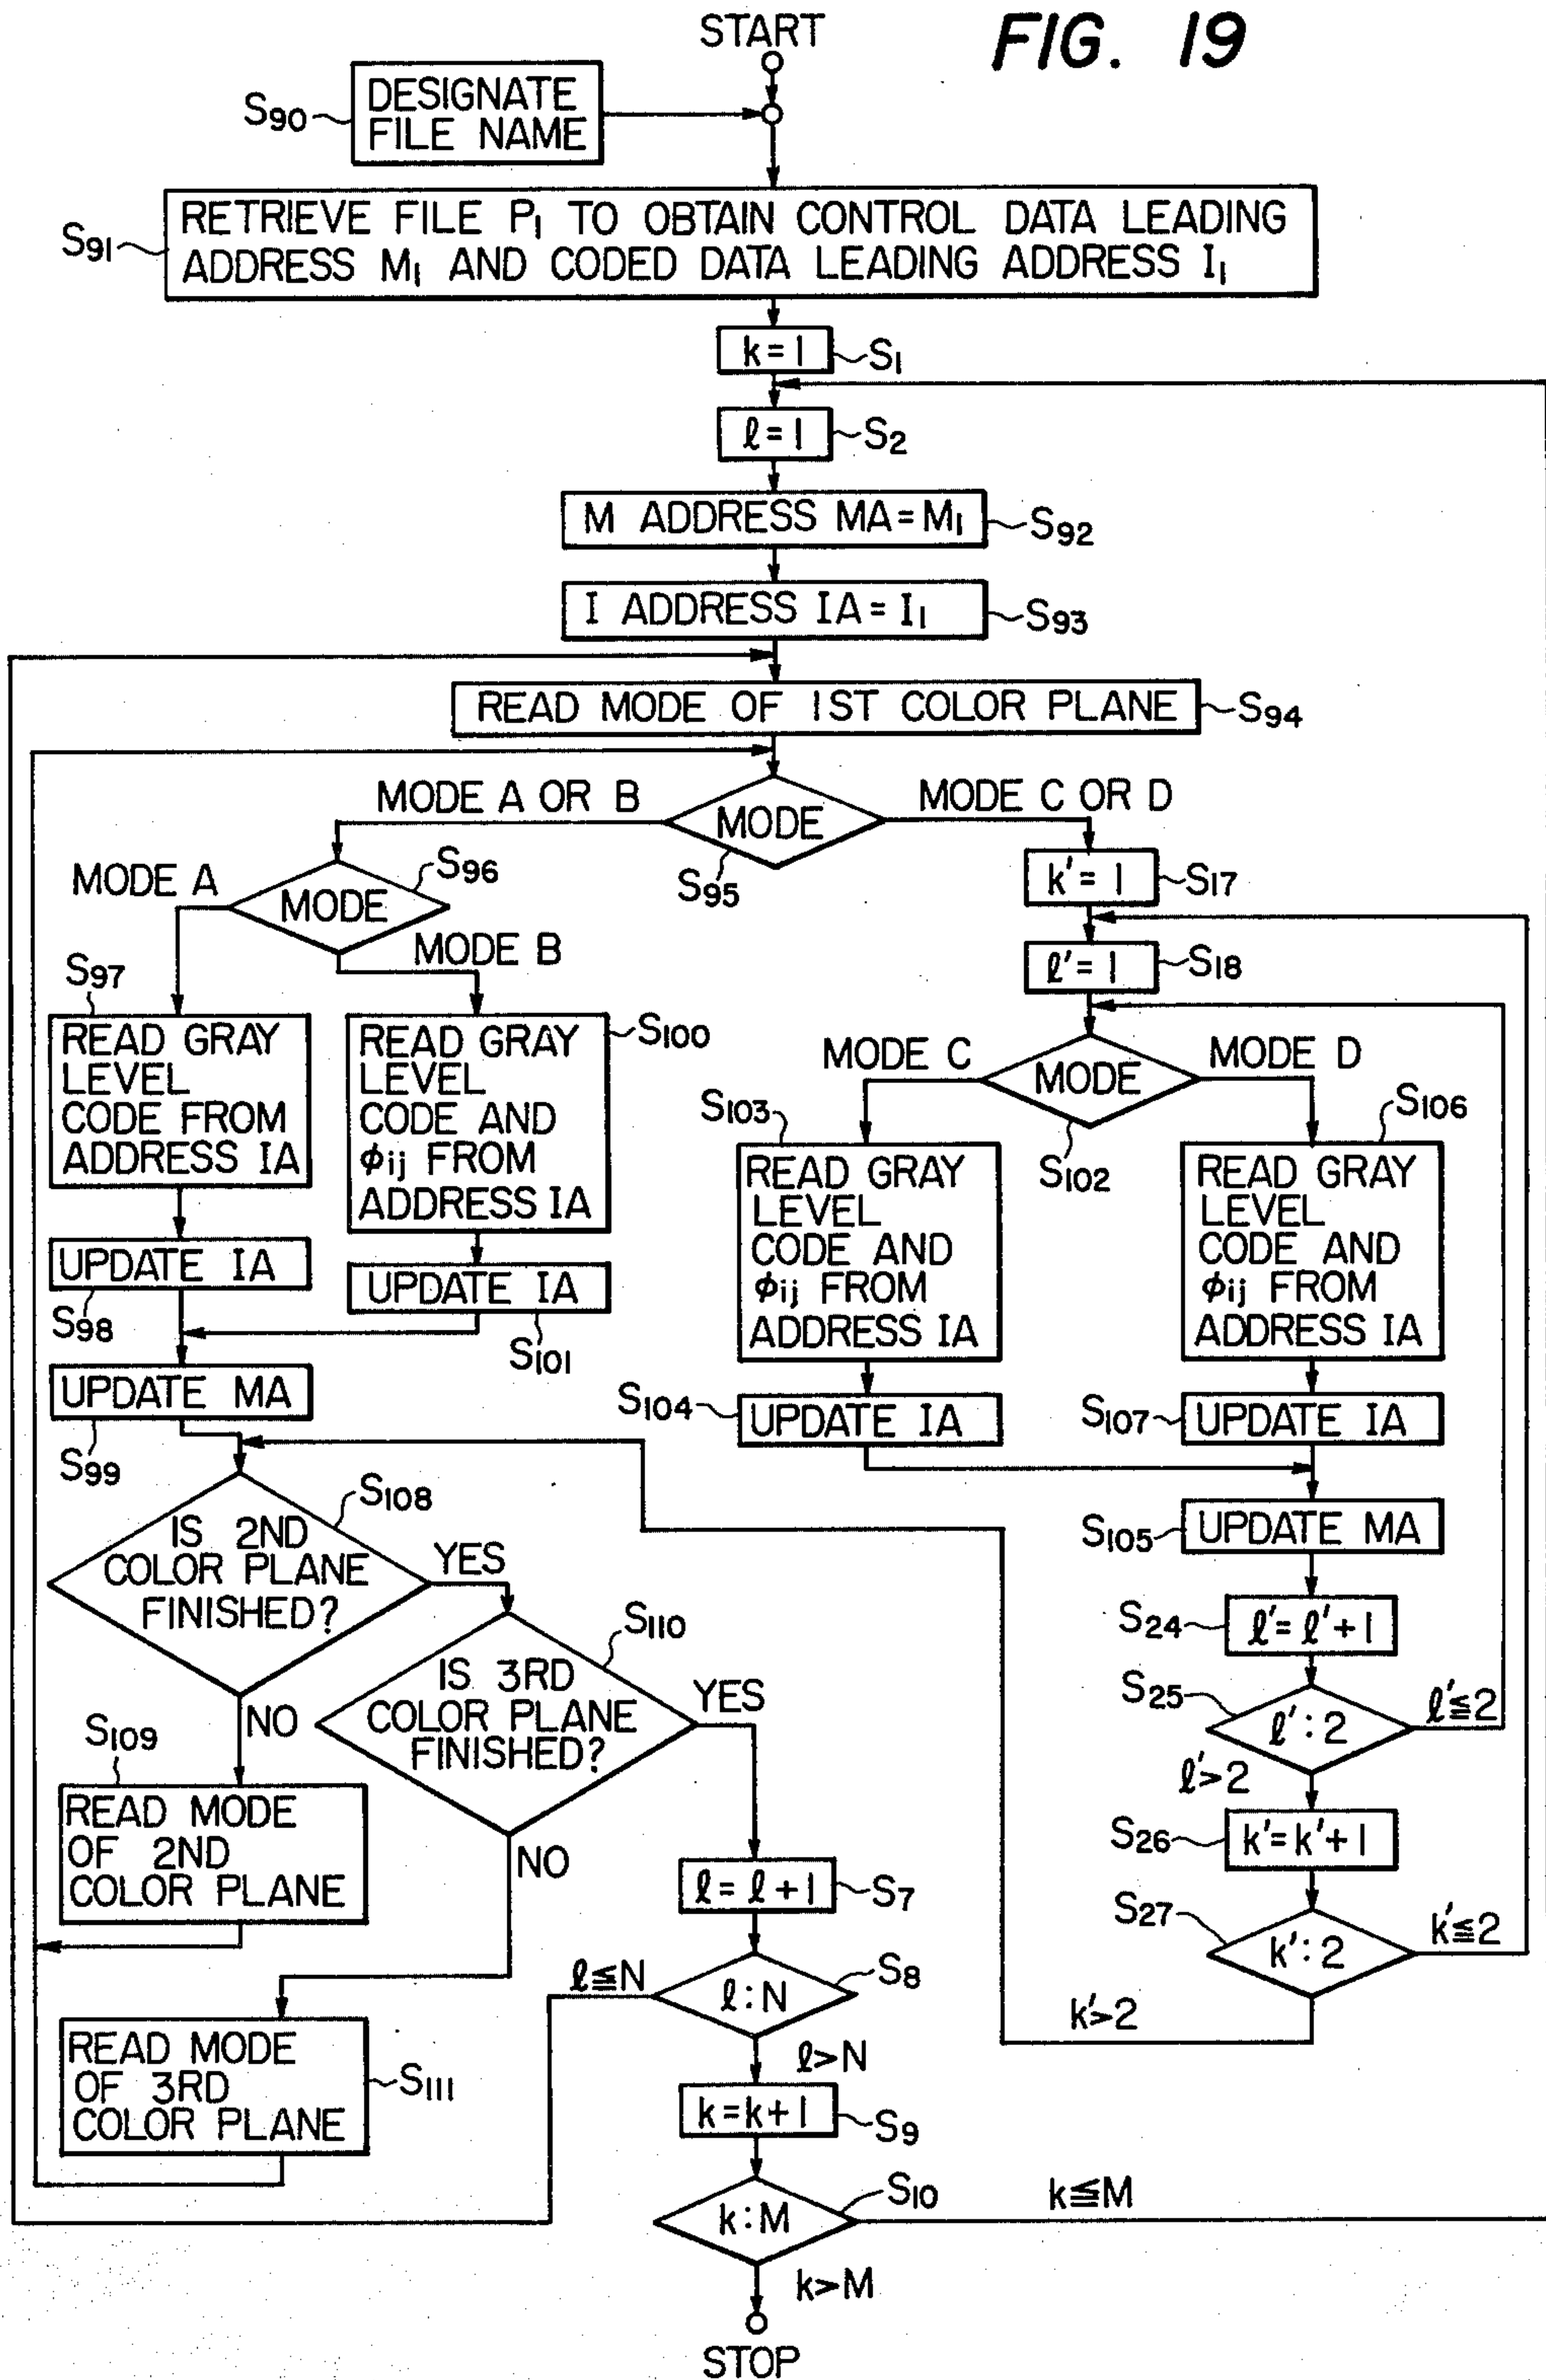 FIG. 19
START
S90
DESIGNATE
FILE NAME
S91
RETRIEVE FILE P1 TO OBTAIN CONTROL DATA LEADING
ADDRESS M1 AND CODED DATA LEADING ADDRESS I1
k=1
S1
ℓ=1
S2
M ADDRESS MA=M1
S92
I ADDRESS IA=I1
S93
READ MODE OF 1ST COLOR PLANE
S94
MODE A OR B
MODE
MODE C OR D
S95
MODE A
MODE
S96
MODE B
k'=1
S17
ℓ'=1
S18
S97
READ GRAY
LEVEL
CODE FROM
ADDRESS IA
READ GRAY
LEVEL
CODE AND
ϕij FROM
ADDRESS IA
S100
UPDATE IA
S98
UPDATE IA
S101
UPDATE MA
S99
MODE C
MODE
MODE D
S102
S103
READ GRAY
LEVEL
CODE AND
ϕij FROM
ADDRESS IA
S106
READ GRAY
LEVEL
CODE AND
ϕij FROM
ADDRESS IA
S104
UPDATE IA
S107
UPDATE IA
S105
UPDATE MA
S24
ℓ'=ℓ'+1
S25
ℓ':2
ℓ'≦2
ℓ'>2
S26
k'=k'+1
S27
k':2
k'≦2
k'>2
S108
IS 2ND
COLOR PLANE
FINISHED?
YES
NO
S110
IS 3RD
COLOR PLANE
FINISHED?
YES
NO
S109
READ MODE
OF 2ND
COLOR PLANE
READ MODE
OF 3RD
COLOR PLANE
S111
ℓ=ℓ+1
S7
ℓ≦N
ℓ:N
S8
ℓ>N
k=k+1
S9
k:M
S10
k≦M
k>M
STOP